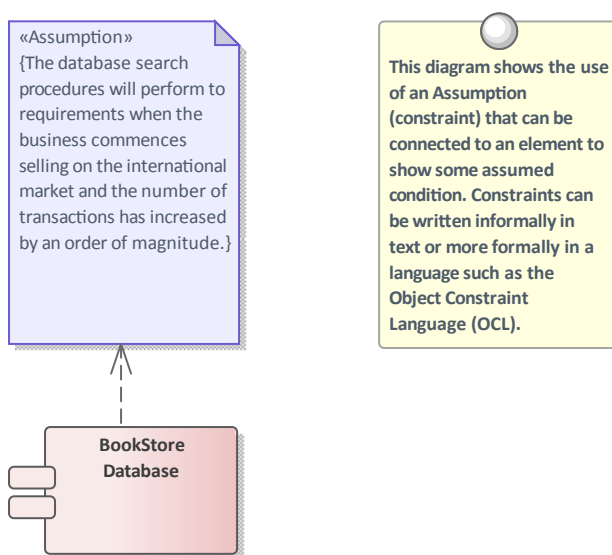 «Assumption»
{The database search
procedures will perform to
requirements when the
business commences
selling on the international
market and the number of
transactions has increased
by an order of magnitude.}
This diagram shows the use
of an Assumption
(constraint) that can be
connected to an element to
show some assumed
condition. Constraints can
be written informally in
text or more formally in a
language such as the
Object Constraint
Language (OCL).
BookStore
Database